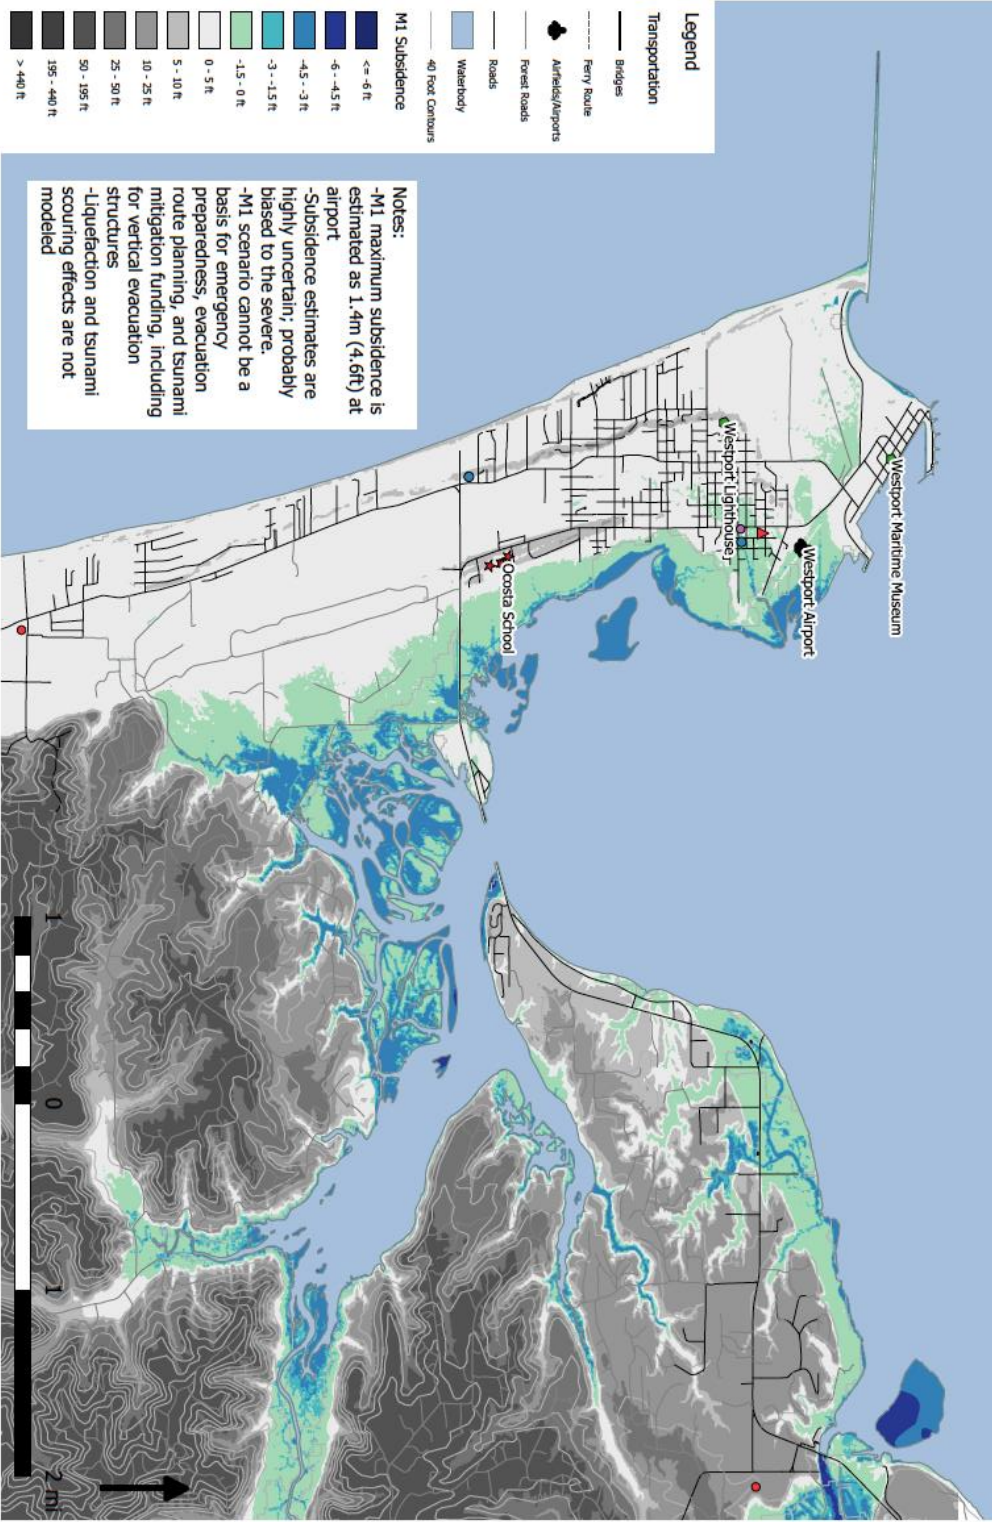 Legend
Transportation
Bridges
Ferry Route
Airfields/Airports
Forest Roads
Roads
Waterbody
40 Foot Contours
M1 Subsidence
<= -6 ft
-6 - -4.5 ft
-4.5 - -3 ft
-3 - -1.5 ft
-1.5 - 0 ft
0 - 5 ft
5 - 10 ft
10 - 25 ft
25 - 50 ft
50 - 195 ft
195 - 440 ft
> 440 ft
Notes:
-M1 maximum subsidence is
estimated as 1.4m (4.6ft) at
airport
-Subsidence estimates are
highly uncertain; probably
biased to the severe.
-M1 scenario cannot be a
basis for emergency
preparedness, evacuation
route planning, and tsunami
mitigation funding, including
for vertical evacuation
structures
-Liquefaction and tsunami
scouring effects are not
modeled
Westport Maritime Museum
Westport Airport
Westport Lighthouse
Ocosta School
1 0 1 2 mi